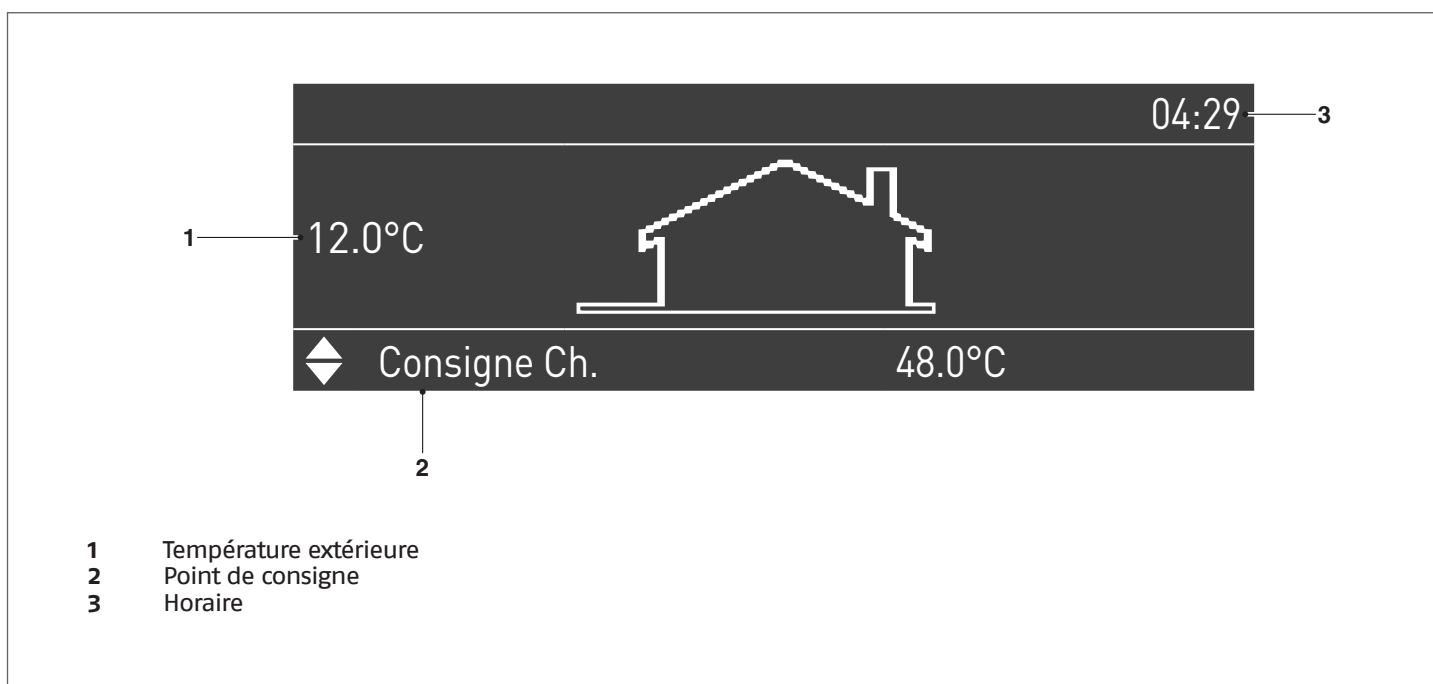 04:29
3
1
12.0°C
Consigne Ch. 48.0°C
2
1 Température extérieure
2 Point de consigne
3 Horaire